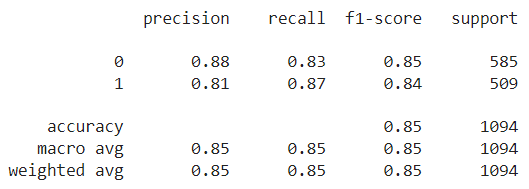 precision recall f1-score support
0 0.88 0.83 0.85 585
1 0.81 0.87 0.84 509
accuracy 0.85 1094
macro avg 0.85 0.85 0.85 1094
weighted avg 0.85 0.85 0.85 1094